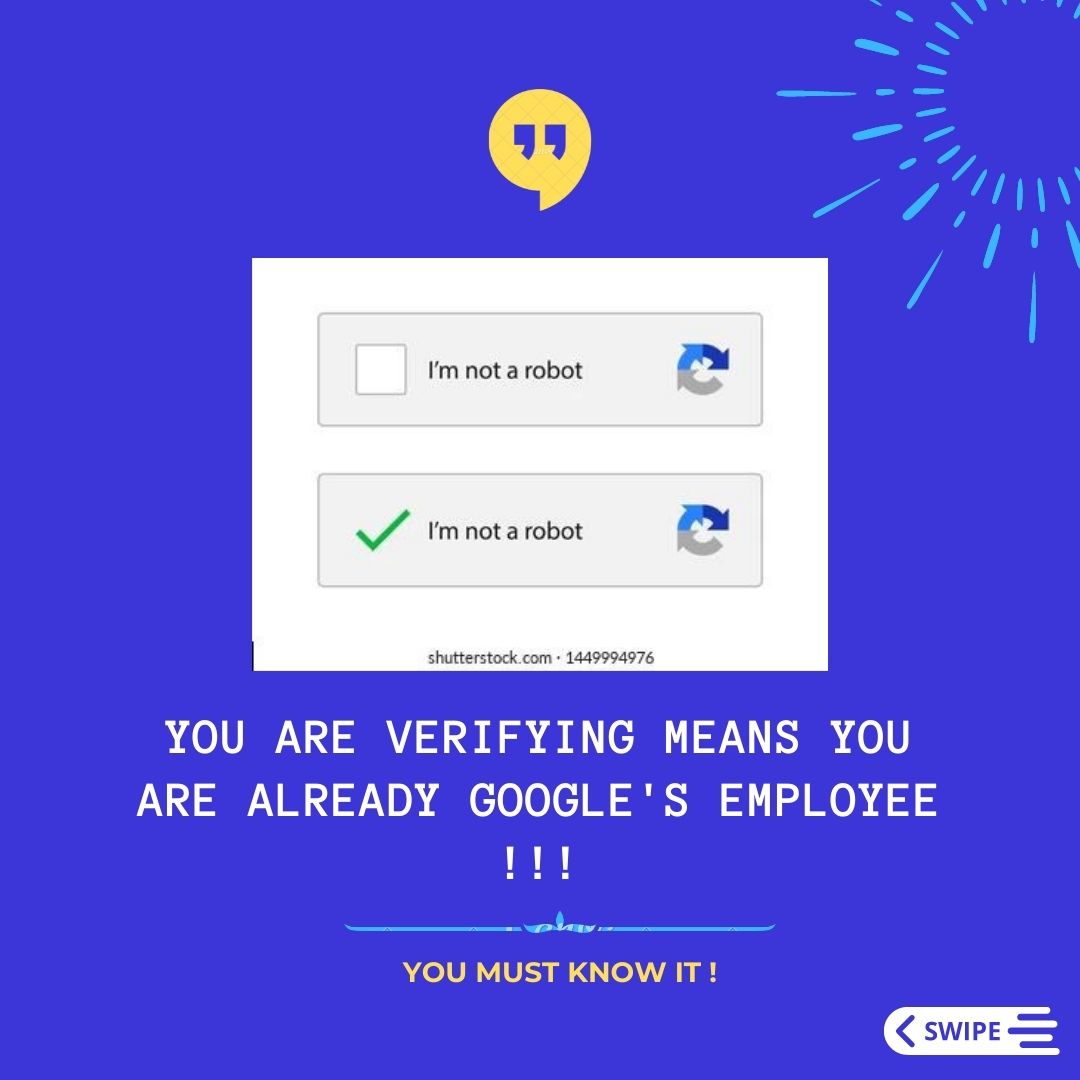 I'm not a robot
I'm not a robot
shutterstock.com · 1449994976
YOU ARE VERIFYING MEANS YOU
ARE ALREADY GOOGLE'S EMPLOYEE
!!!
YOU MUST KNOW IT !
SWIPE